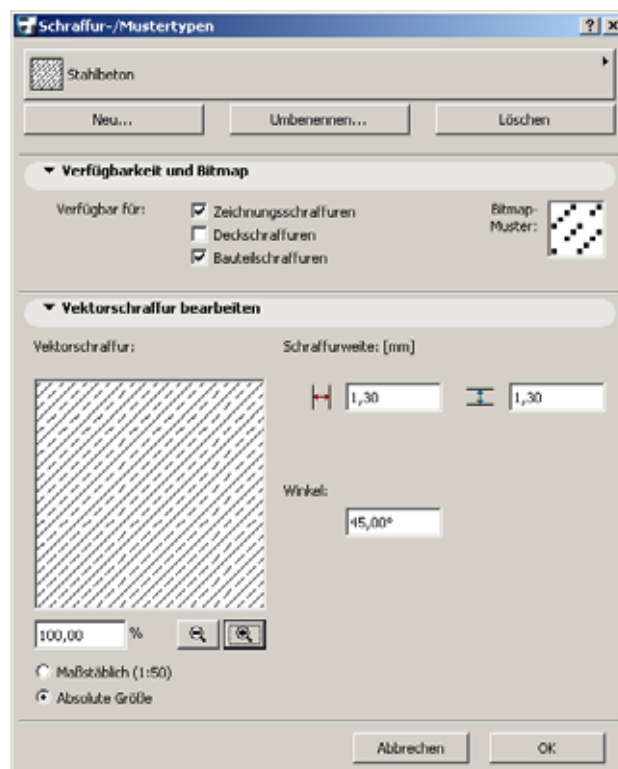 Schraffur-/Mustertypen
Stahlbeton
Neu...
Umbenennen...
Löschen
Verfügbarkeit und Bitmap
Verfügbar für:
Zeichnungsschraffuren
Deckschraffuren
Bauteilschraffuren
Bitmap-
Muster:
Vektorschraffur bearbeiten
Vektorschraffur:
Schraffurweite: [mm]
1,30
1,30
Winkel:
45,00°
100,00 %
Maßstäblich (1:50)
Absolute Größe
Abbrechen
OK